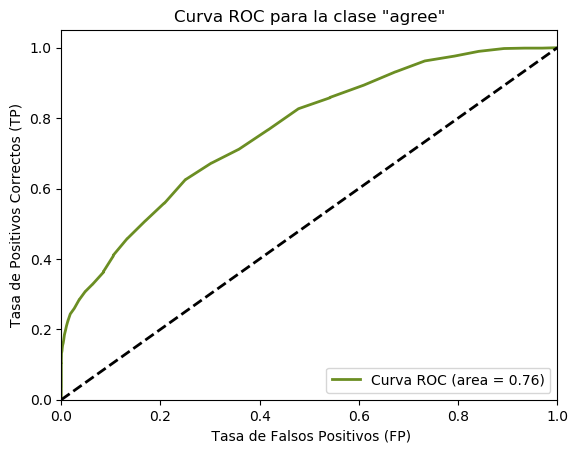 Curva ROC para la clase "agree"
Tasa de Positivos Correctos (TP)
1.0
0.8
0.6
0.4
0.2
0.0
0.0 0.2 0.4 0.6 0.8 1.0
Curva ROC (area = 0.76)
Tasa de Falsos Positivos (FP)